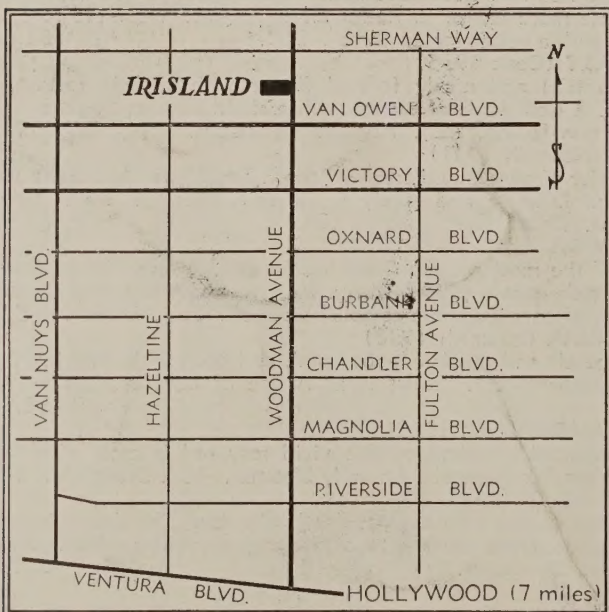 SHERMAN WAY
N
IRISLAND
VAN OWEN BLVD.
S
VICTORY BLVD.
OXNARD BLVD.
BURBANK BLVD.
CHANDLER BLVD.
MAGNOLIA BLVD.
RIVERSIDE BLVD.
VAN NUYS BLVD.
HAZELTINE
WOODMAN AVENUE
FULTON AVENUE
VENTURA BLVD.
HOLLYWOOD (7 miles)